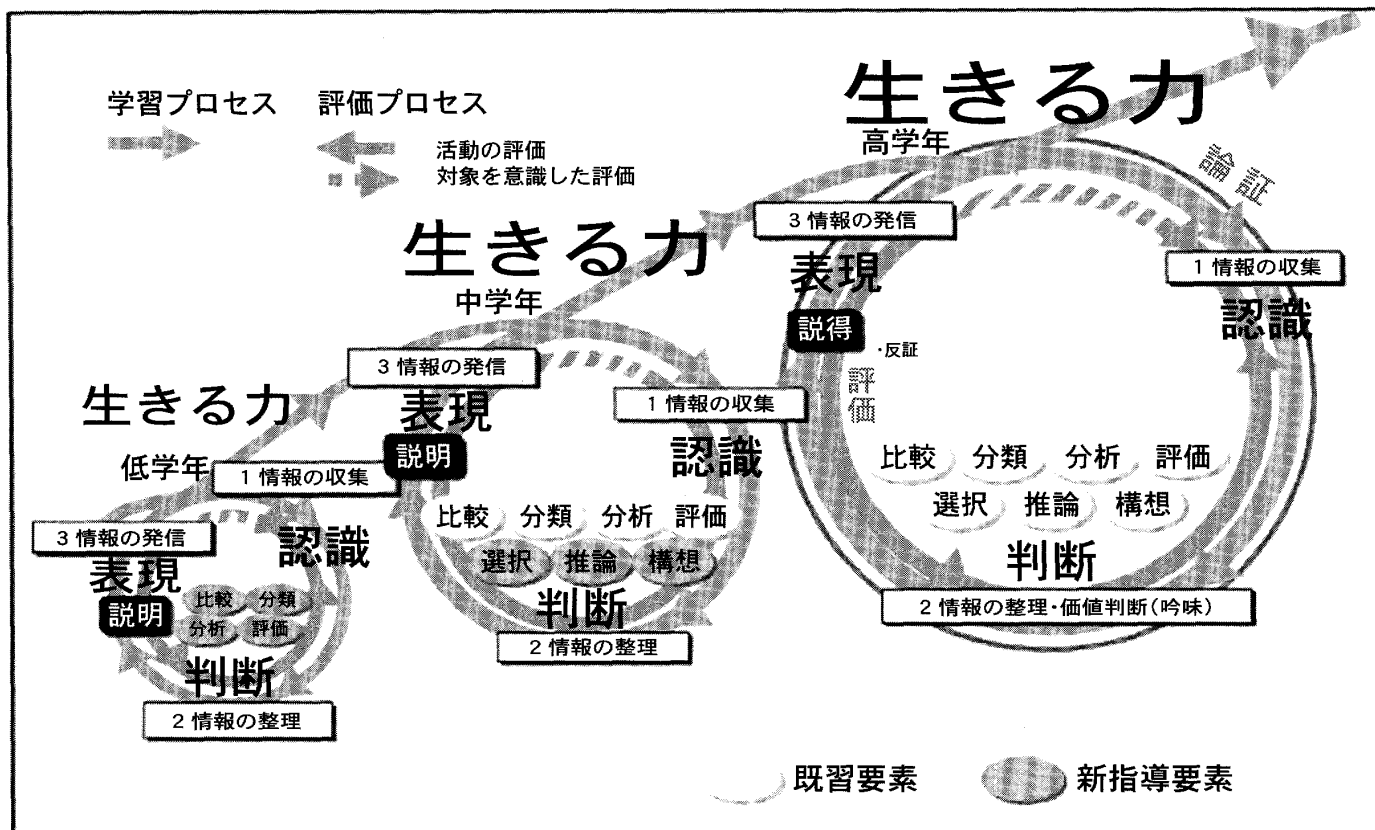 学習プロセス 評価プロセス
活動の評価
対象を意識した評価
生きる力
低学年
1 情報の収集
認識
3 情報の発信
表現
説明
比較 分類
分析 評価
判断
2 情報の整理
生きる力
中学年
3 情報の発信
表現
説明
1 情報の収集
認識
比較 分類 分析 評価
選択 推論 構想
判断
2 情報の整理
生きる力
高学年
論証
3 情報の発信
表現
説得
・反証
評価
1 情報の収集
認識
比較 分類 分析 評価
選択 推論 構想
判断
2 情報の整理・価値判断(吟味)
既習要素 新指導要素